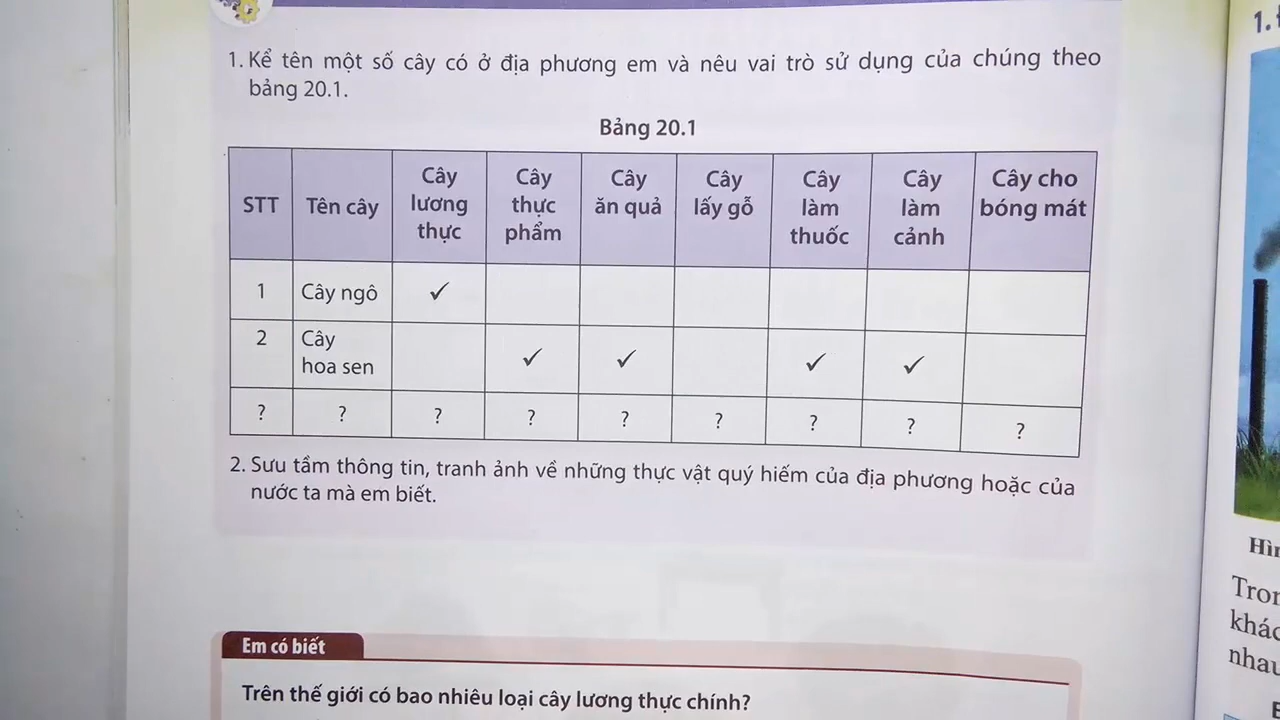 1. Kể tên một số cây có ở địa phương em và nêu vai trò sử dụng của chúng theo
bảng 20.1.
Bảng 20.1
STT Tên cây Cây lương thực Cây thực phẩm Cây ăn quả Cây lấy gỗ Cây làm thuốc Cây làm cảnh Cây cho bóng mát
1 Cây ngô ✓
2 Cây hoa sen ✓ ✓ ✓ ✓
? ? ? ? ? ? ? ? ?
2. Sưu tầm thông tin, tranh ảnh về những thực vật quý hiếm của địa phương hoặc của
nước ta mà em biết.
Em có biết
Trên thế giới có bao nhiêu loại cây lương thực chính?
1.